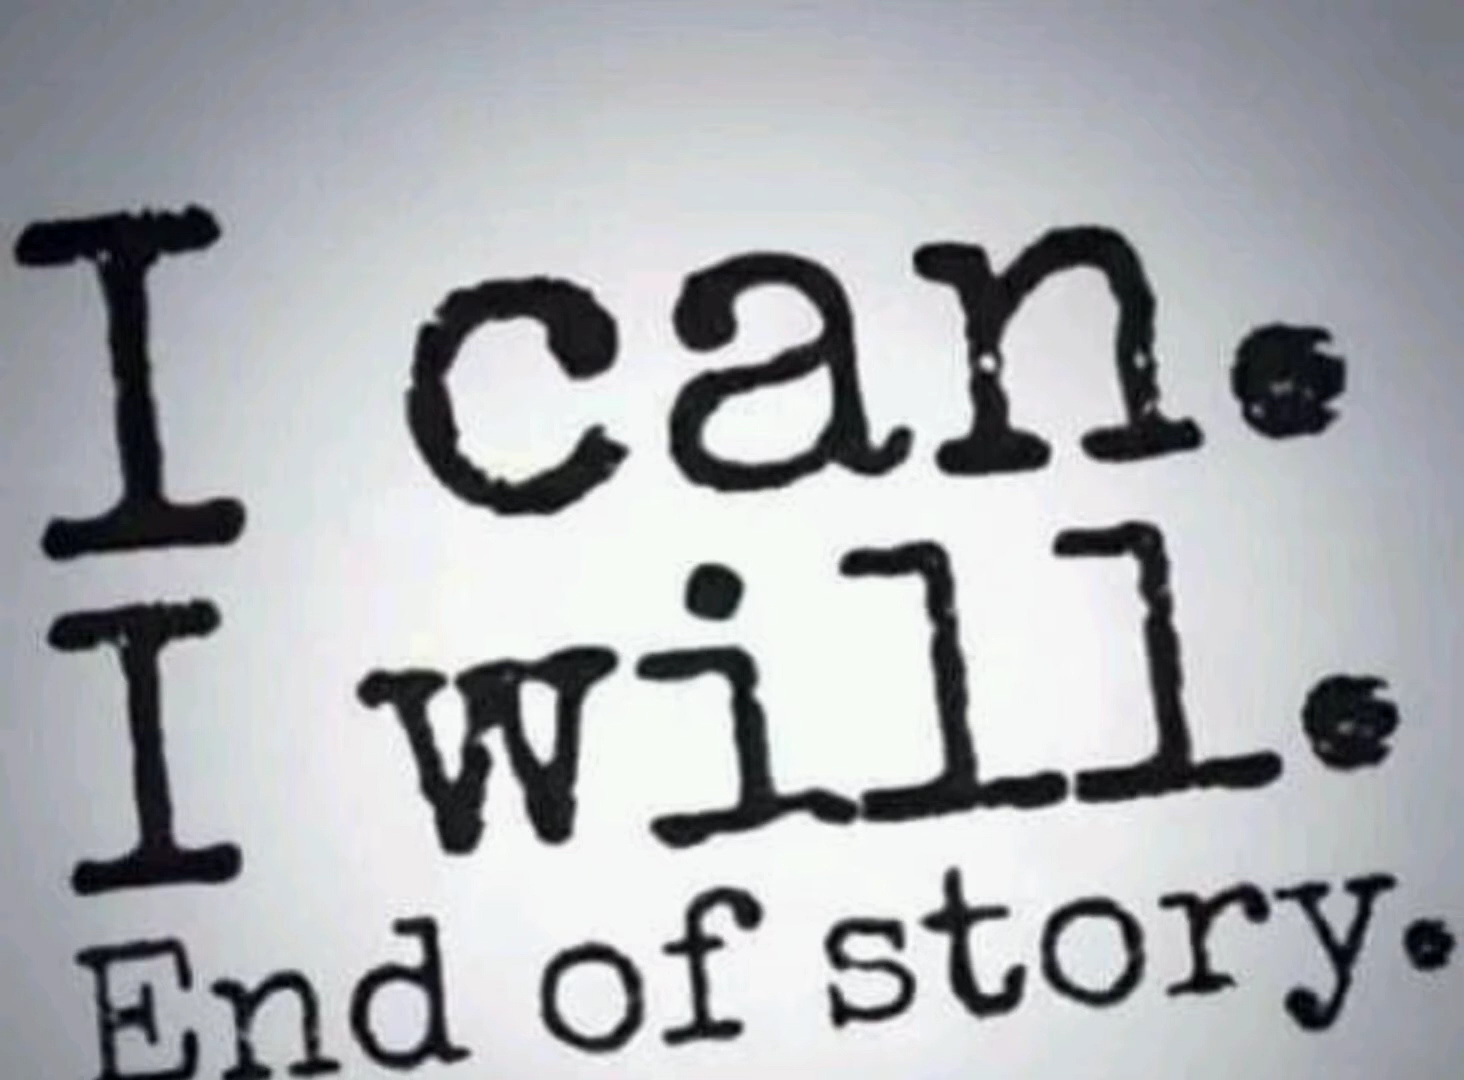 I can.
I will.
End of story.